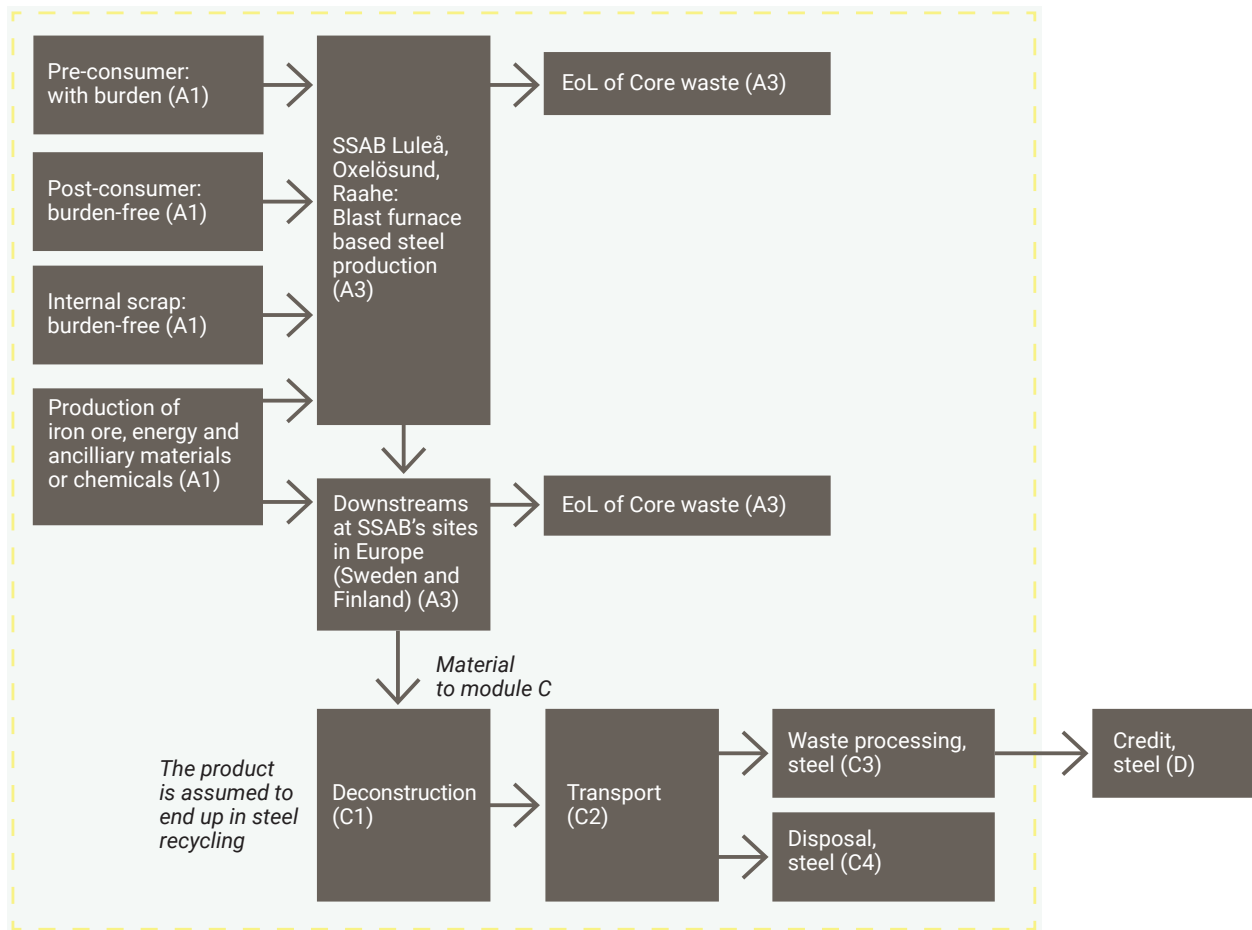 Pre-consumer:
with burden (A1)
Post-consumer:
burden-free (A1)
Internal scrap:
burden-free (A1)
Production of
iron ore, energy and
ancilliary materials
or chemicals (A1)
SSAB Luleå,
Oxelösund,
Raahe:
Blast furnace
based steel
production
(A3)
EoL of Core waste (A3)
Downstreams
at SSAB’s sites
in Europe
(Sweden and
Finland) (A3)
EoL of Core waste (A3)
Material
to module C
The product
is assumed to
end up in steel
recycling
Deconstruction
(C1)
Transport
(C2)
Waste processing,
steel (C3)
Disposal,
steel (C4)
Credit,
steel (D)